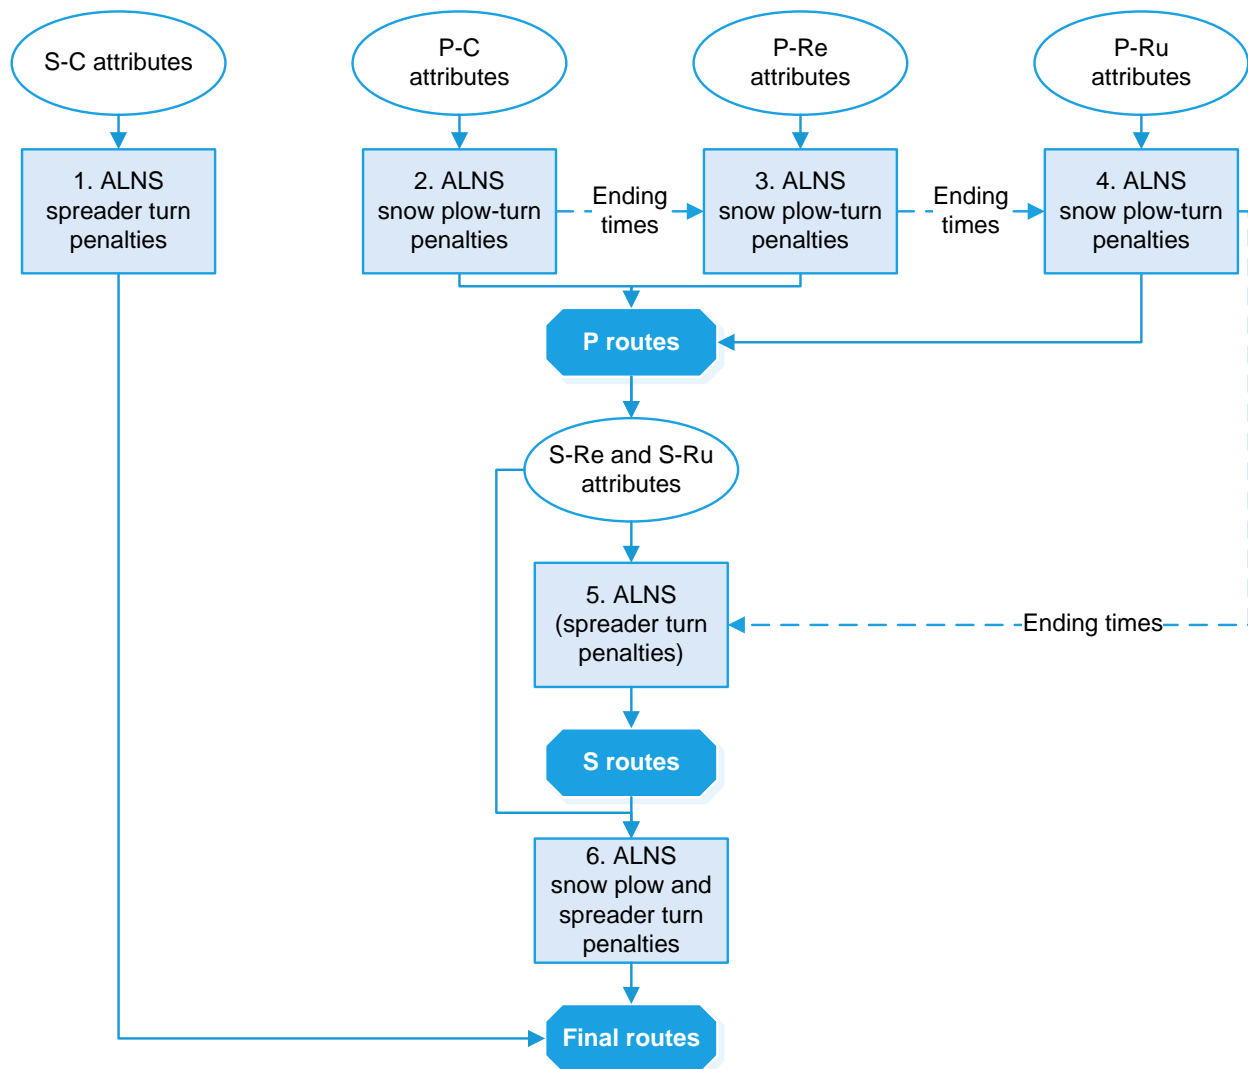 S-C attributes
P-C
attributes
P-Re
attributes
P-Ru
attributes
1. ALNS
spreader turn
penalties
2. ALNS
snow plow-turn
penalties
Ending
times
3. ALNS
snow plow-turn
penalties
Ending
times
4. ALNS
snow plow-turn
penalties
P routes
S-Re and S-Ru
attributes
5. ALNS
(spreader turn
penalties)
Ending times
S routes
6. ALNS
snow plow and
spreader turn
penalties
Final routes